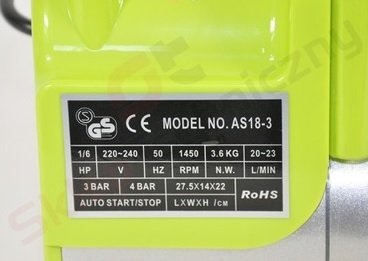 S GS CE MODEL NO. AS18-3
1/6 220~240 50 1450 3.6 KG 20~23
HP V HZ RPM N.W. L/MIN
3 BAR 4 BAR 27.5X14X22 RoHS
AUTO START/STOP LXWXH /CM